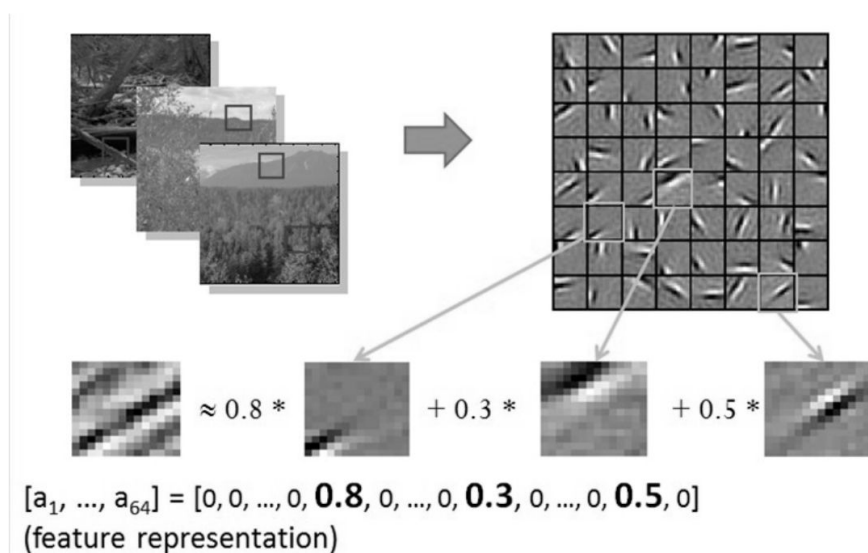 ≈ 0.8 * + 0.3 * + 0.5 *
[a₁, ..., a₆₄] = [0, 0, ..., 0, 0.8, 0, ..., 0, 0.3, 0, ..., 0, 0.5, 0]
(feature representation)